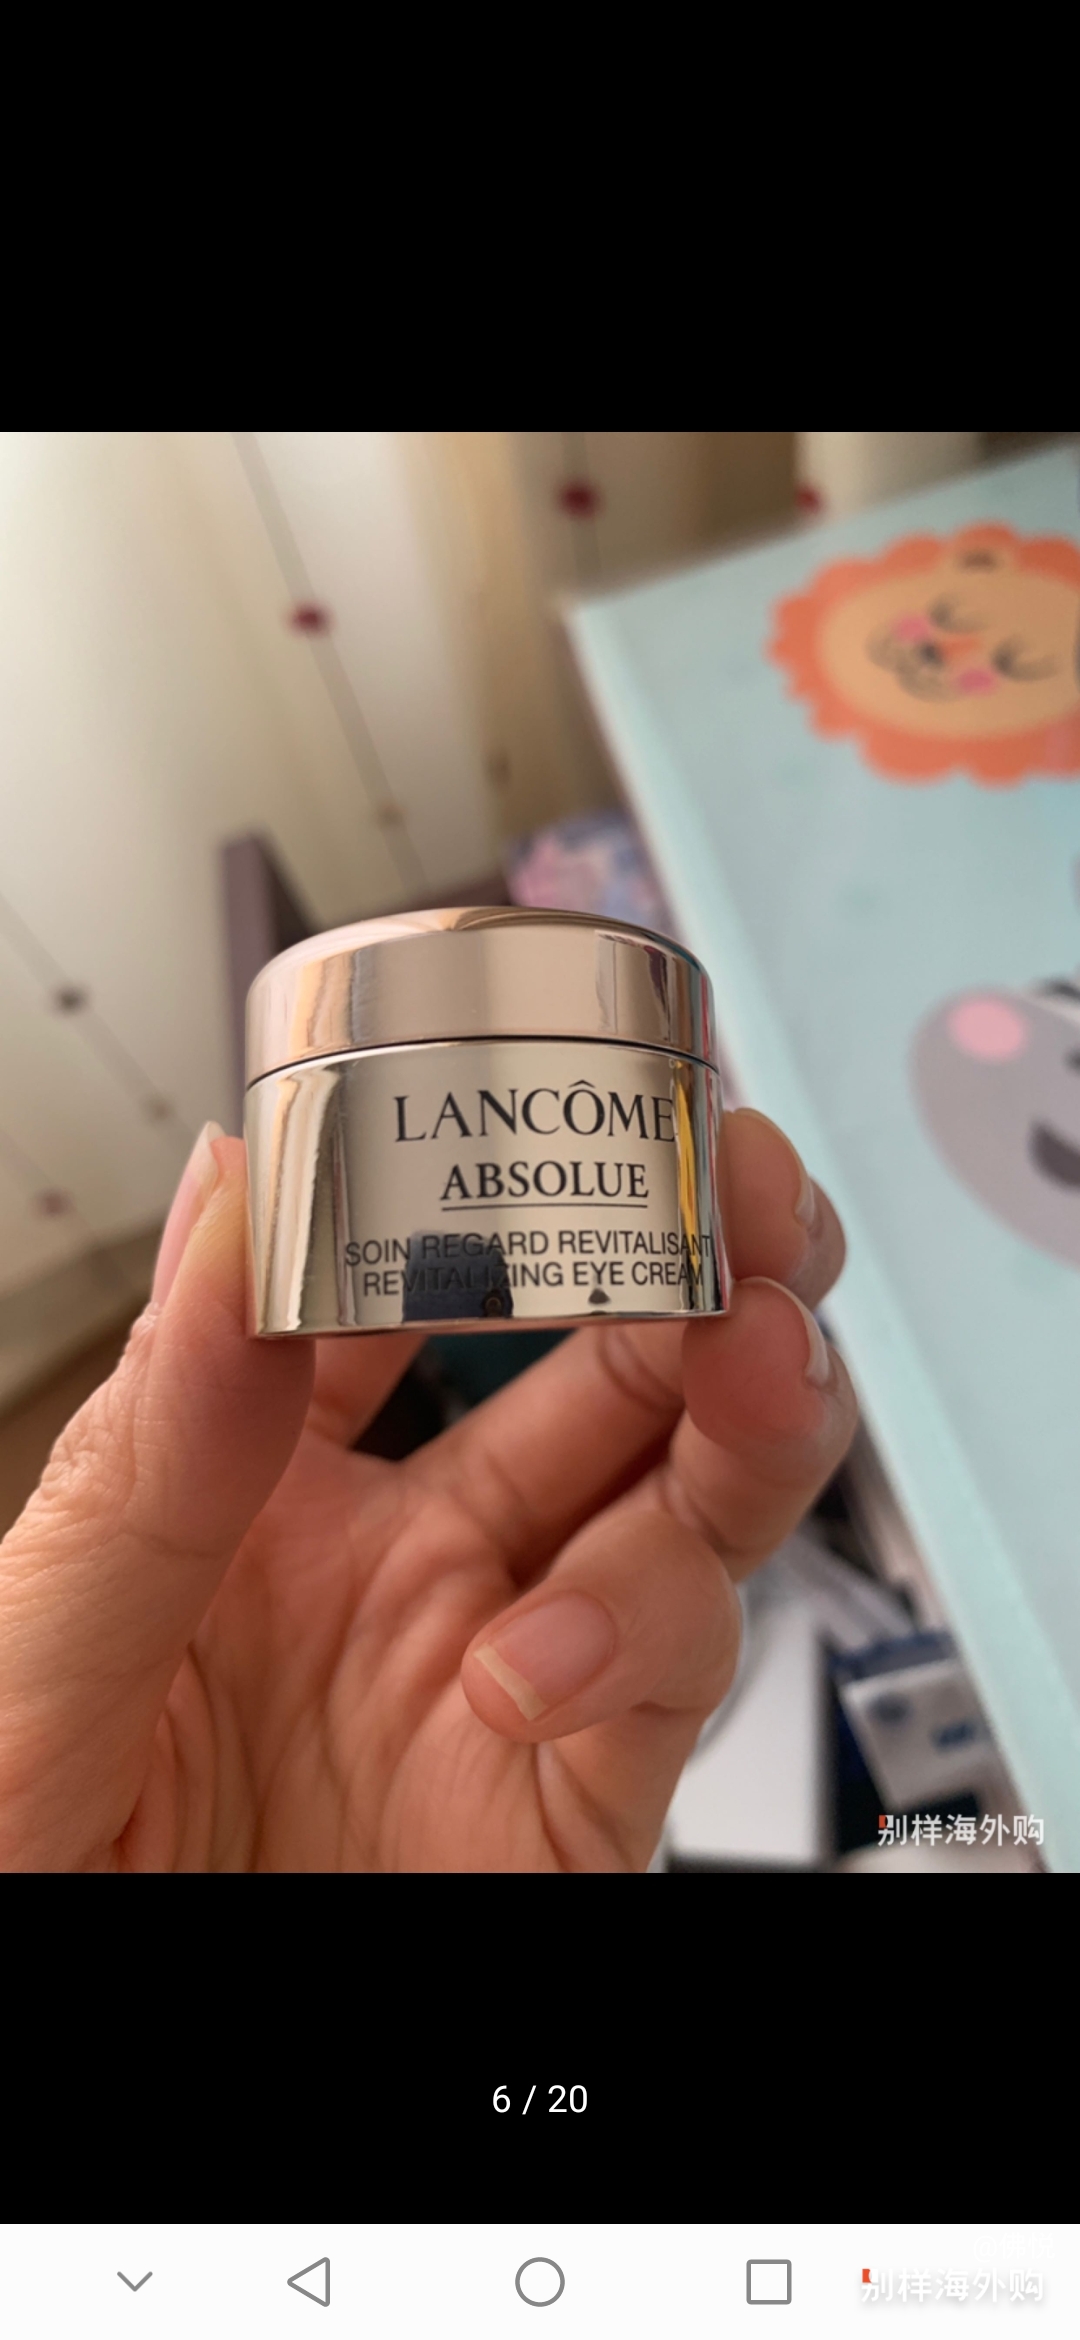 LANCÔME
ABSOLUE
SOIN REGARD REVITALISANT
REVITALIZING EYE CREAM
别样海外购
6 / 20
别样海外购